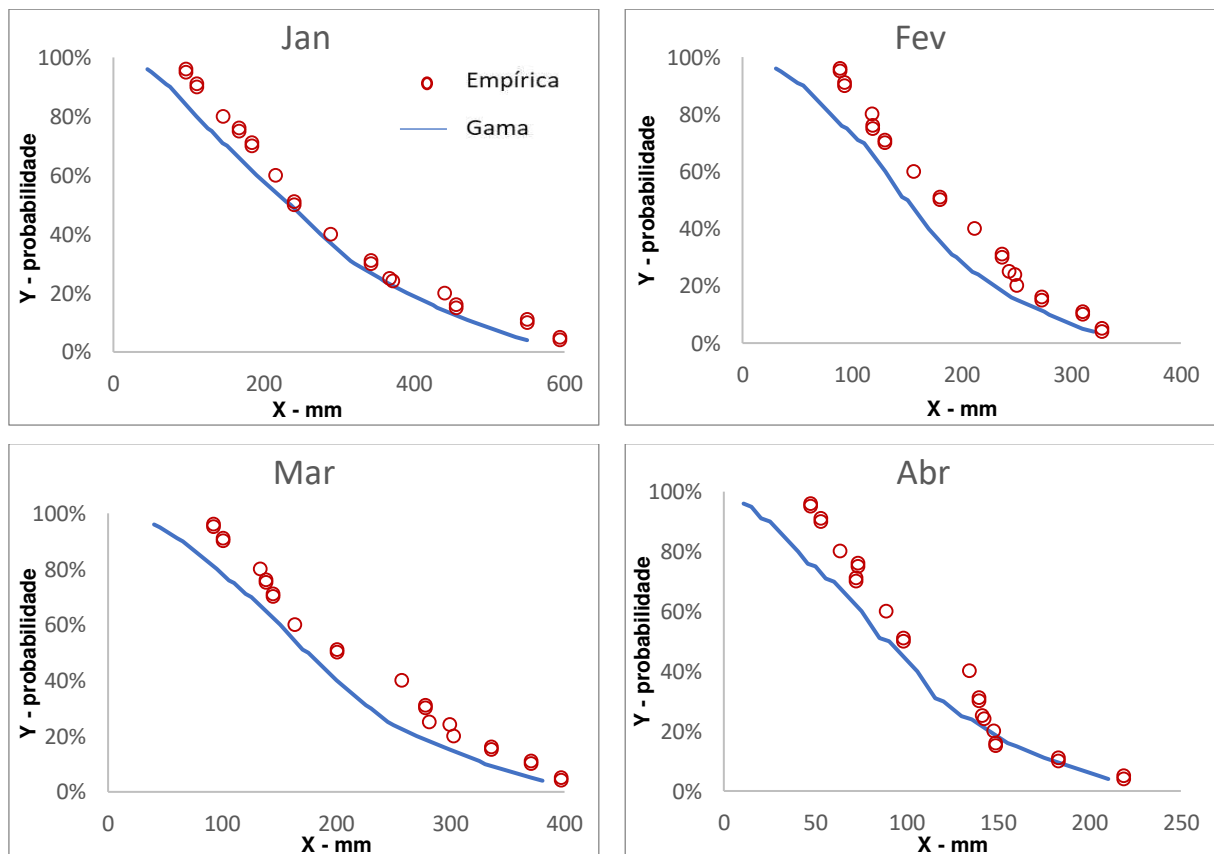 Jan
100%
80%
60%
40%
20%
0%
Y - probabilidade
0 200 400 600
X - mm
Empírica
Gama
Fev
100%
80%
60%
40%
20%
0%
Y - probabilidade
0 100 200 300 400
X - mm
Mar
100%
80%
60%
40%
20%
0%
Y - probabilidade
0 100 200 300 400
X - mm
Abr
100%
80%
60%
40%
20%
0%
Y - probabilidade
0 50 100 150 200 250
X - mm